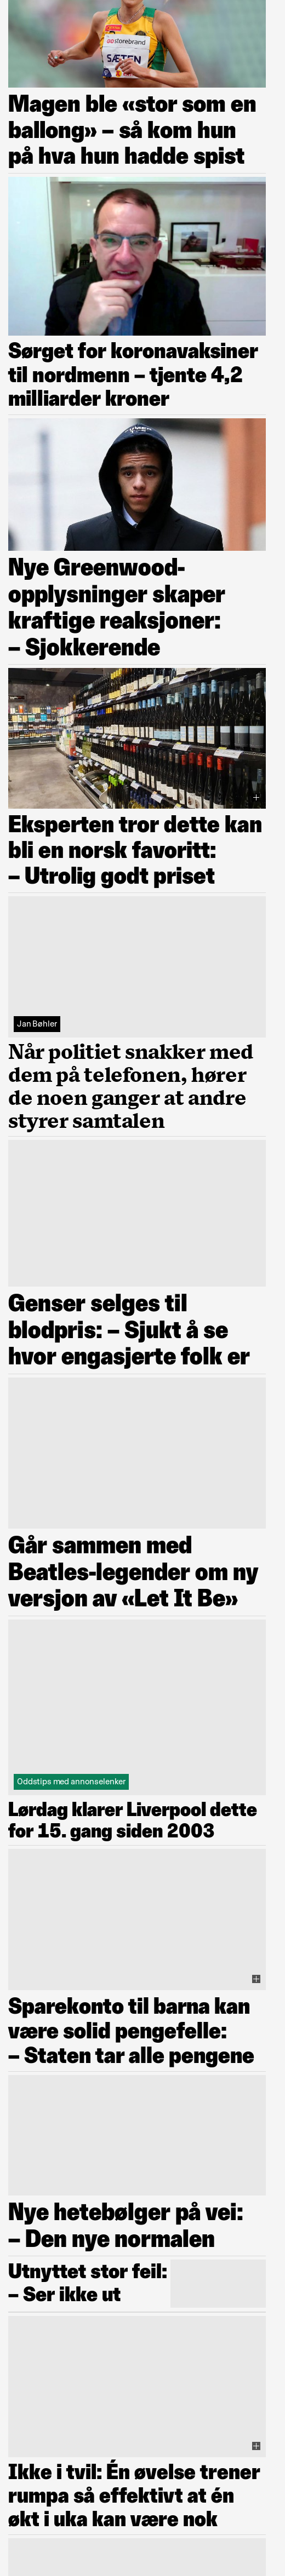 storebrand
SÆTEN
Magen ble «stor som en
ballong» – så kom hun
på hva hun hadde spist
Sørget for koronavaksiner
til nordmenn – tjente 4,2
milliarder kroner
Nye Greenwood-
opplysninger skaper
kraftige reaksjoner:
– Sjokkerende
Eksperten tror dette kan
bli en norsk favoritt:
– Utrolig godt priset
Jan Bøhler
Når politiet snakker med
dem på telefonen, hører
de noen ganger at andre
styrer samtalen
Genser selges til
blodpris: – Sjukt å se
hvor engasjerte folk er
Går sammen med
Beatles-legender om ny
versjon av «Let It Be»
Oddstips med annonselenker
Lørdag klarer Liverpool dette
for 15. gang siden 2003
Sparekonto til barna kan
være solid pengefelle:
– Staten tar alle pengene
Nye hetebølger på vei:
– Den nye normalen
Utnyttet stor feil:
– Ser ikke ut
Ikke i tvil: Én øvelse trener
rumpa så effektivt at én
økt i uka kan være nok